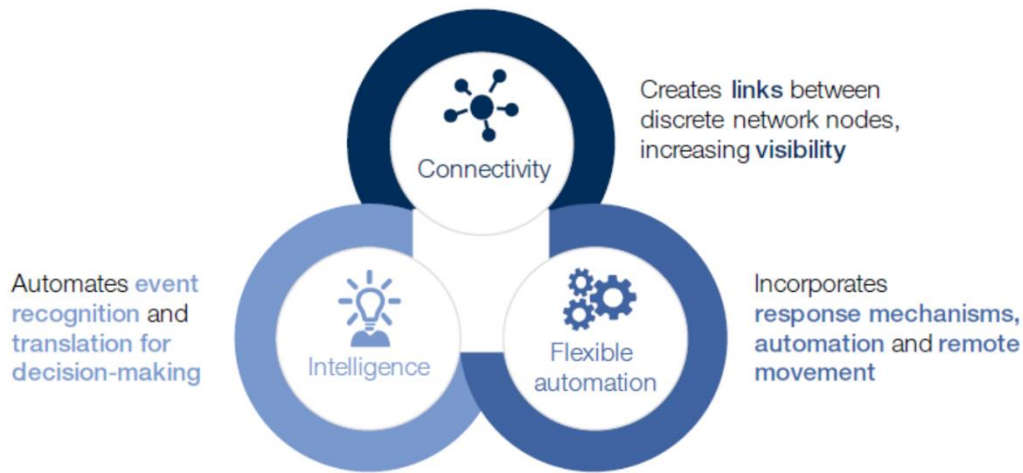 Creates links between
discrete network nodes,
increasing visibility
Connectivity
Automates event
recognition and
translation for
decision-making
Intelligence
Flexible
automation
Incorporates
response mechanisms,
automation and remote
movement